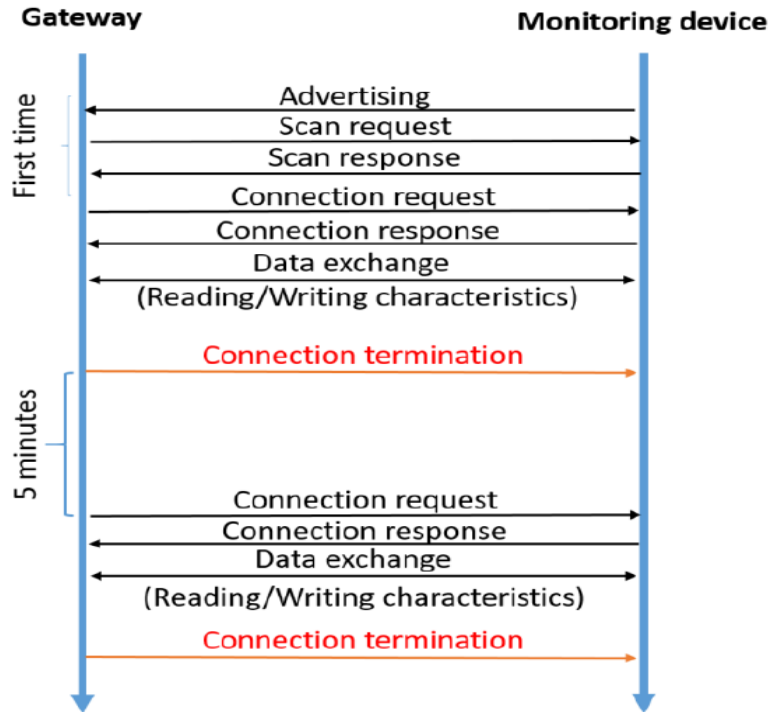 Gateway
Monitoring device
First time
Advertising
Scan request
Scan response
Connection request
Connection response
Data exchange
(Reading/Writing characteristics)
Connection termination
5 minutes
Connection request
Connection response
Data exchange
(Reading/Writing characteristics)
Connection termination